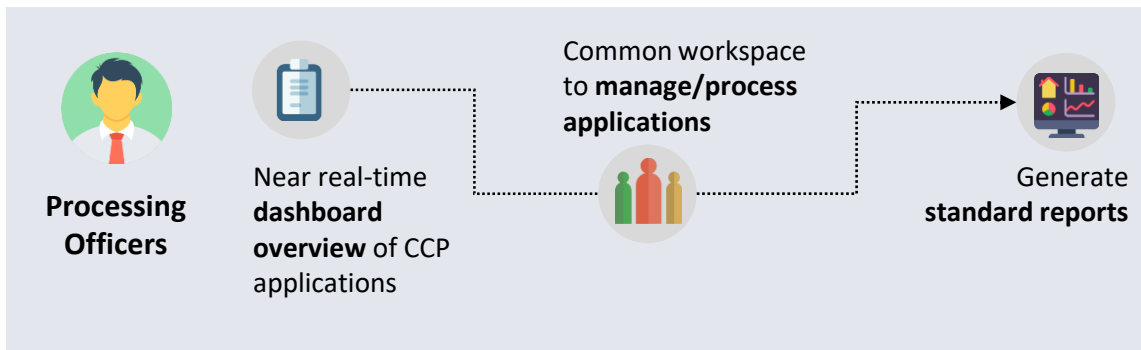 Processing
Officers
Near real-time
dashboard
overview of CCP
applications
Common workspace
to manage/process
applications
Generate
standard reports